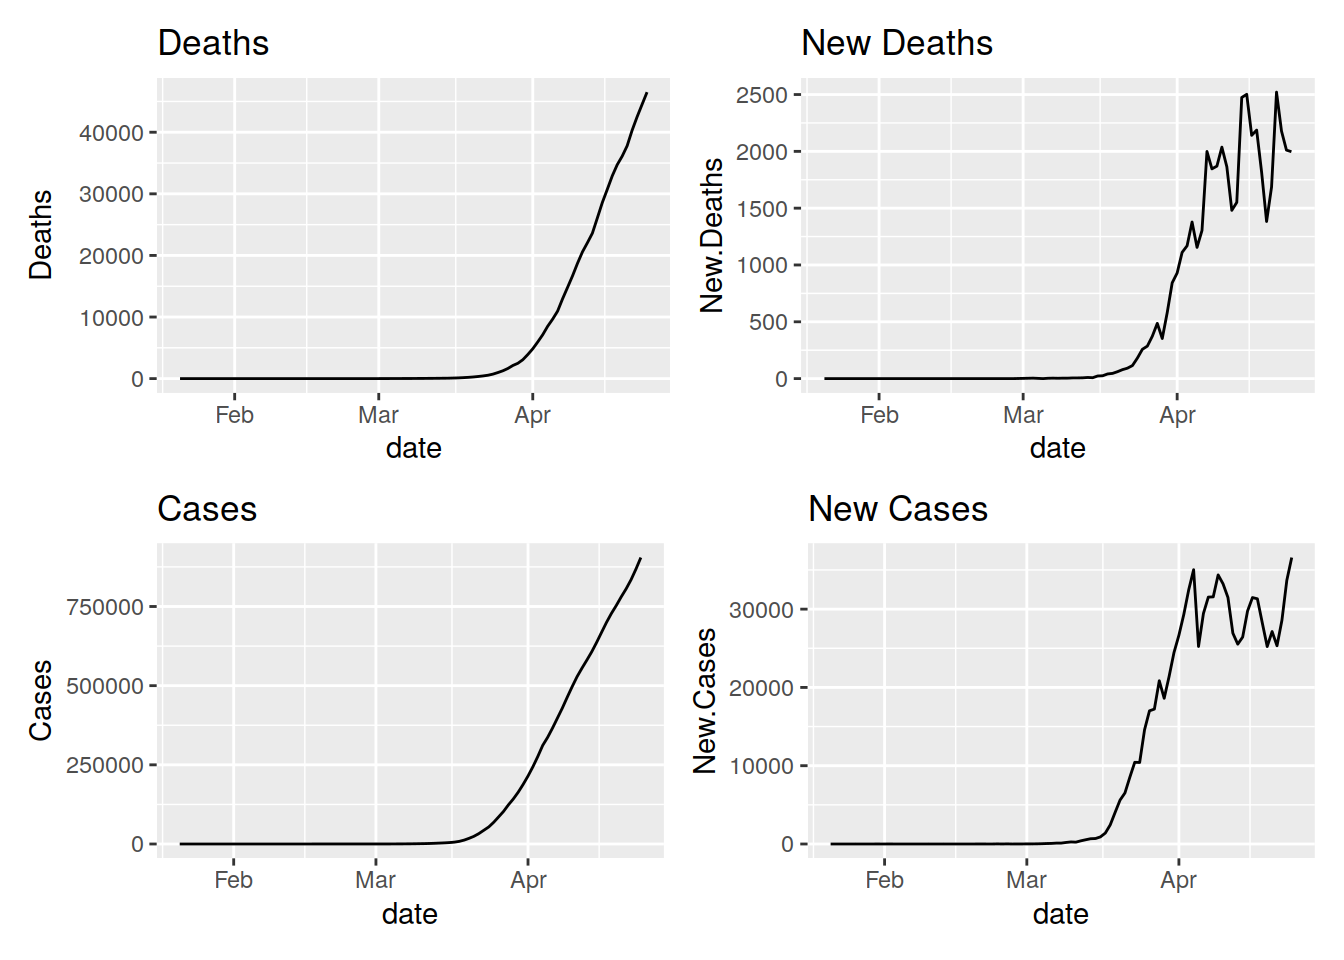 Deaths
Deaths
40000
30000
20000
10000
0
Feb Mar Apr
date
New Deaths
New.Deaths
2500
2000
1500
1000
500
0
Feb Mar Apr
date
Cases
Cases
750000
500000
250000
0
Feb Mar Apr
date
New Cases
New.Cases
30000
20000
10000
0
Feb Mar Apr
date